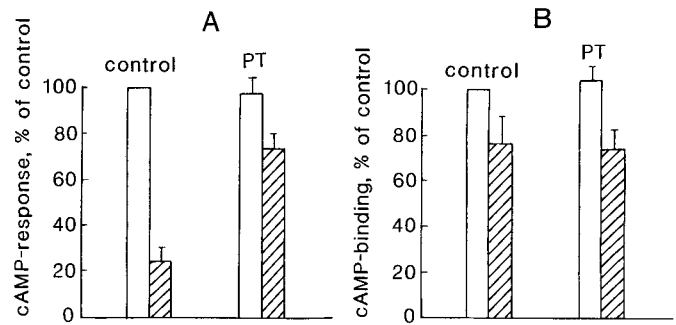 A
control
PT
cAMP-response, % of control
100
80
60
40
20
0
B
control
PT
cAMP-binding, % of control
100
80
60
40
20
0